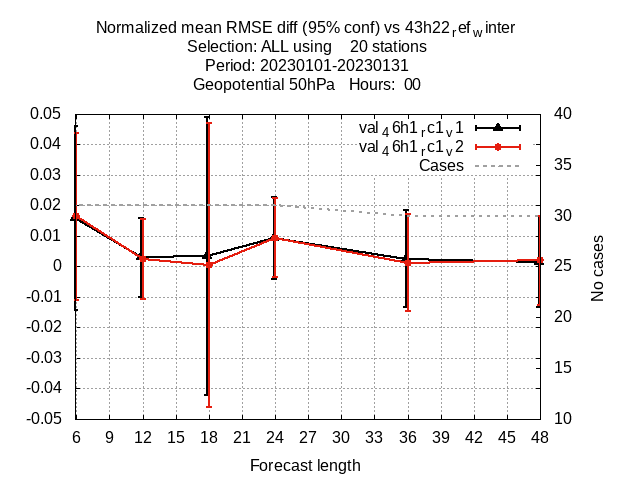 Normalized mean RMSE diff (95% conf) vs 43h22refwinter
Selection: ALL using 20 stations
Period: 20230101-20230131
Geopotential 50hPa Hours: 00
val46h1rc1v1
val46h1rc1v2
Cases
0.05
0.04
0.03
0.02
0.01
0
-0.01
-0.02
-0.03
-0.04
-0.05
40
35
30
25
20
15
10
No cases
6 9 12 15 18 21 24 27 30 33 36 39 42 45 48
Forecast length